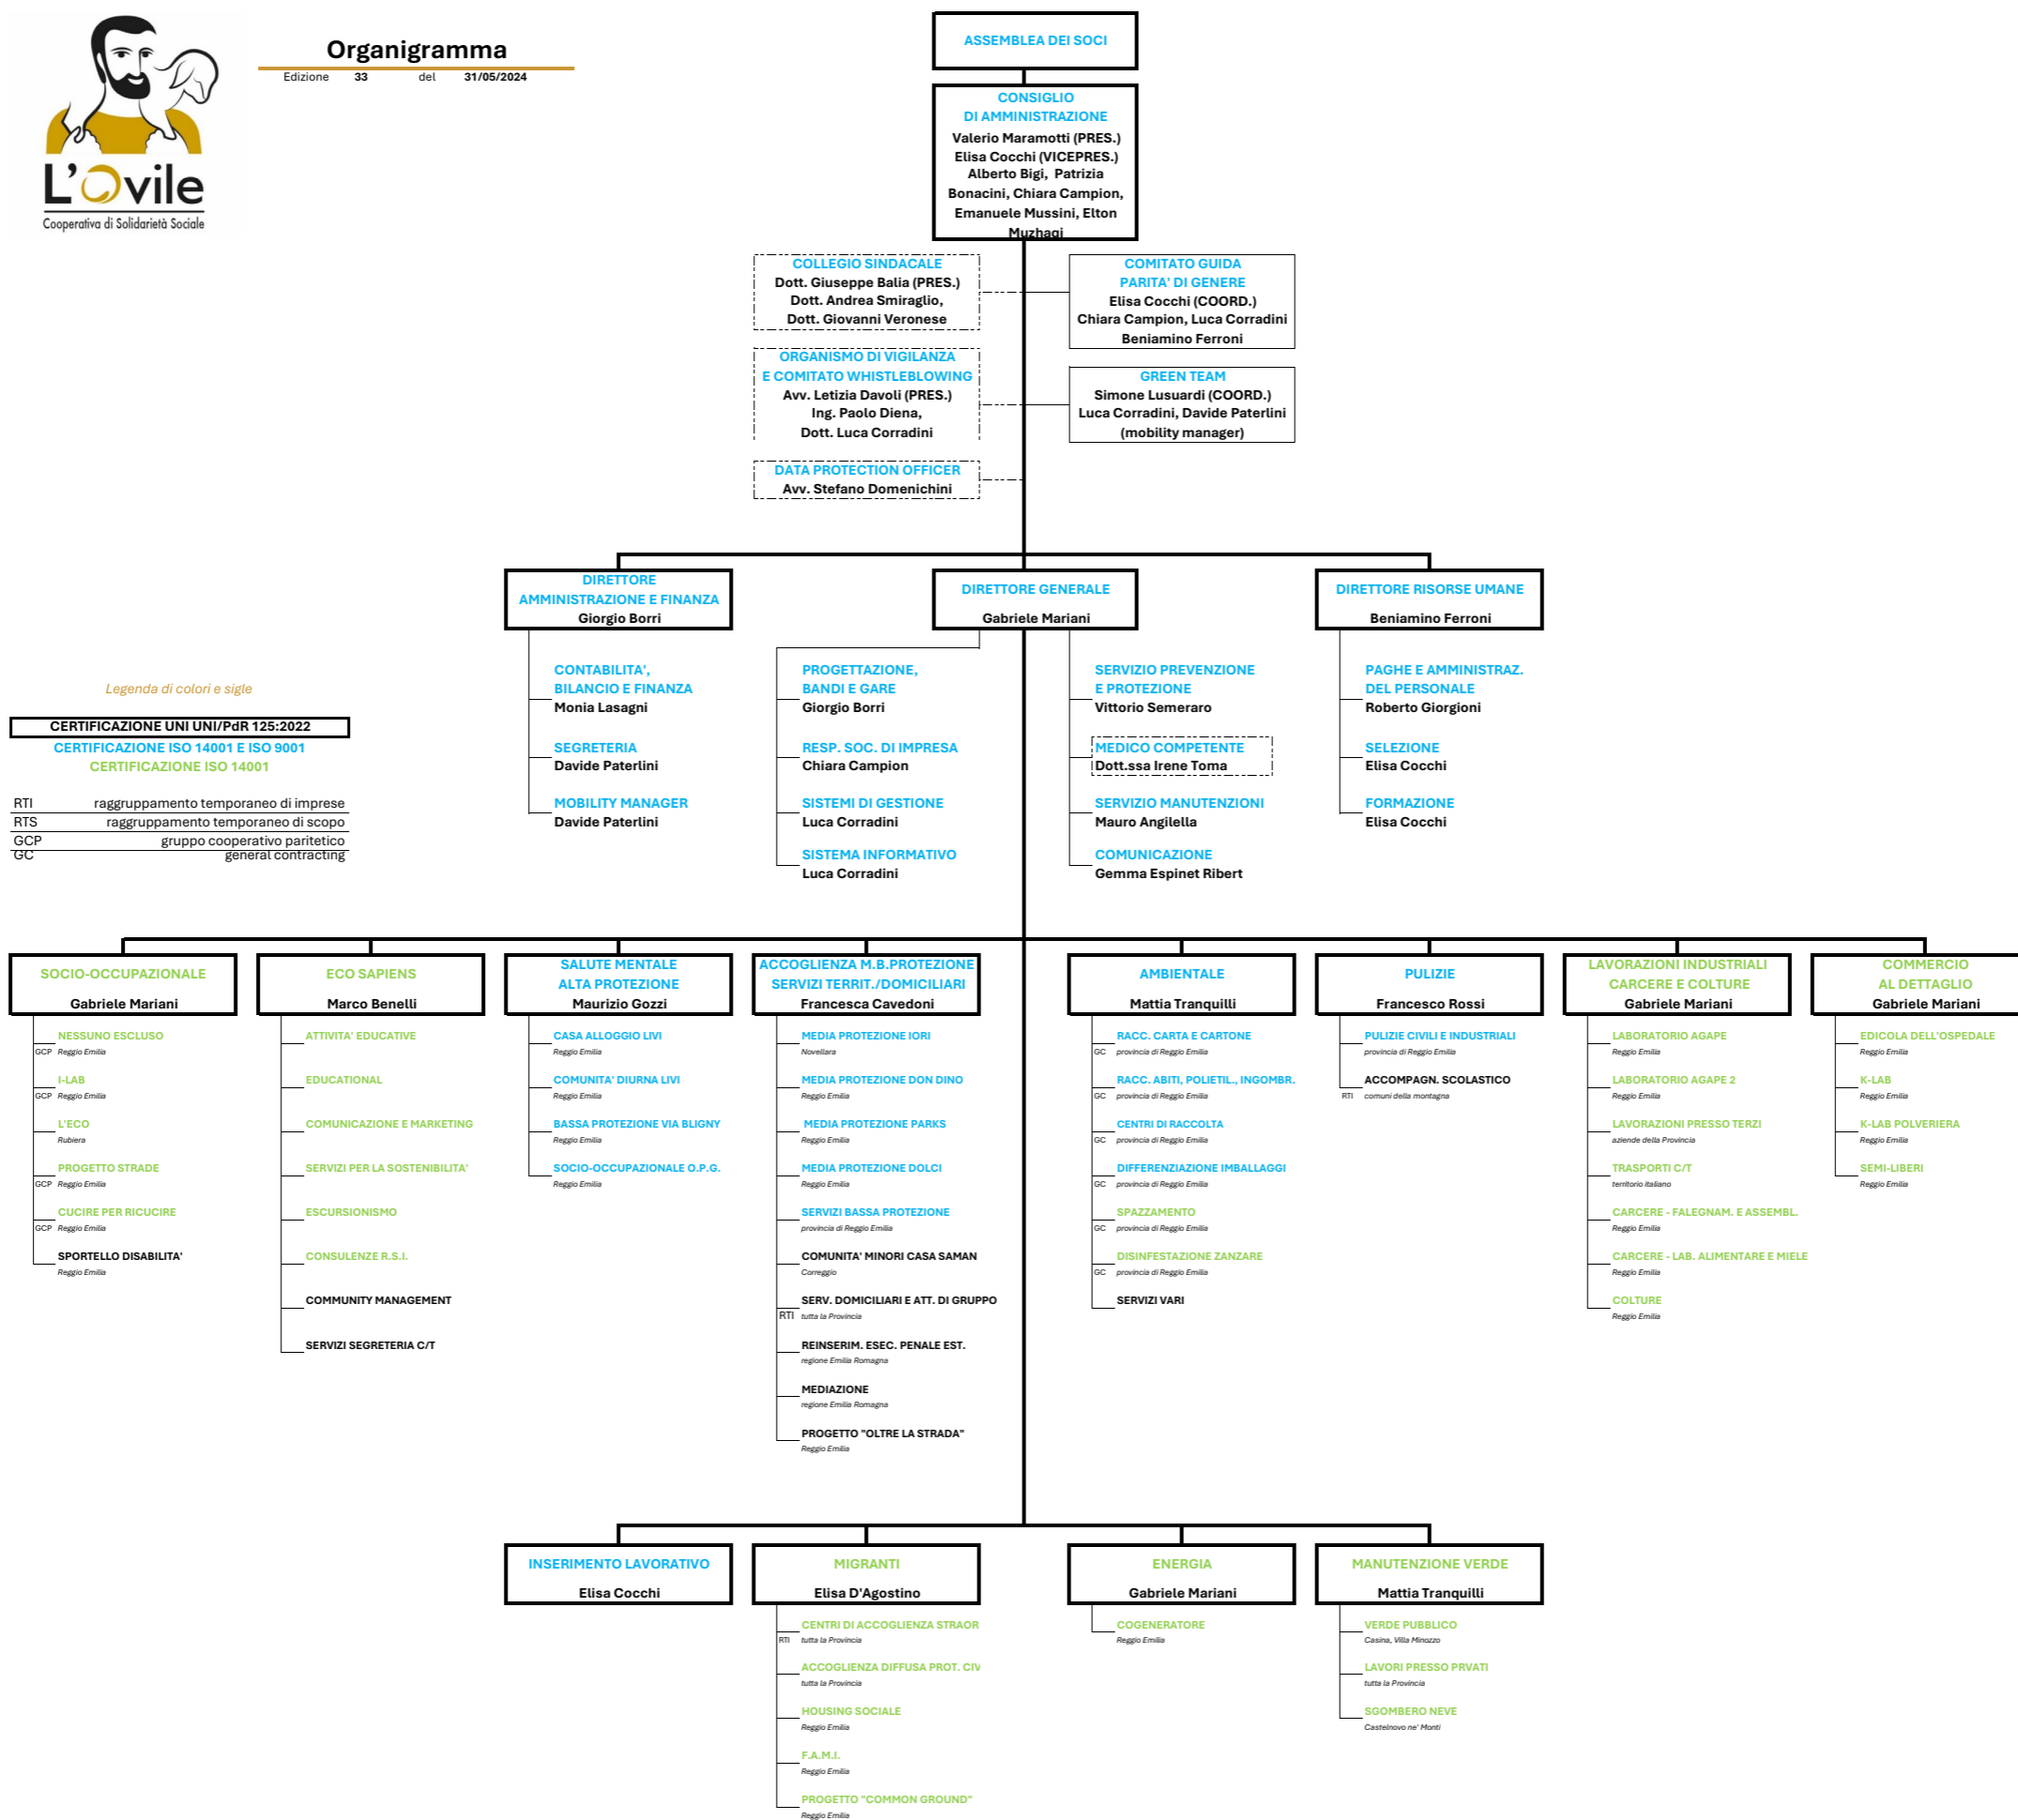 L'Ovile
Cooperativa di Solidarietà Sociale
Organigramma
Edizione 33 del 31/05/2024
ASSEMBLEA DEI SOCI
CONSIGLIO
DI AMMINISTRAZIONE
Valerio Maramotti (PRES.)
Elisa Cocchi (VICEPRES.)
Alberto Bigi, Patrizia
Bonacini, Chiara Campion,
Emanuele Mussini, Elton
Muzhaqi
COLLEGIO SINDACALE
Dott. Giuseppe Balia (PRES.)
Dott. Andrea Smiraglio,
Dott. Giovanni Veronese
COMITATO GUIDA
PARITA' DI GENERE
Elisa Cocchi (COORD.)
Chiara Campion, Luca Corradini
Beniamino Ferroni
ORGANISMO DI VIGILANZA
E COMITATO WHISTLEBLOWING
Avv. Letizia Davoli (PRES.)
Ing. Paolo Diena,
Dott. Luca Corradini
GREEN TEAM
Simone Lusuardi (COORD.)
Luca Corradini, Davide Paterlini
(mobility manager)
DATA PROTECTION OFFICER
Avv. Stefano Domenichini
DIRETTORE
AMMINISTRAZIONE E FINANZA
Giorgio Borri
CONTABILITA',
BILANCIO E FINANZA
Monia Lasagni
SEGRETERIA
Davide Paterlini
MOBILITY MANAGER
Davide Paterlini
DIRETTORE GENERALE
Gabriele Mariani
PROGETTAZIONE,
BANDI E GARE
Giorgio Borri
RESP. SOC. DI IMPRESA
Chiara Campion
SISTEMI DI GESTIONE
Luca Corradini
SISTEMA INFORMATIVO
Luca Corradini
SERVIZIO PREVENZIONE
E PROTEZIONE
Vittorio Semeraro
MEDICO COMPETENTE
Dott.ssa Irene Toma
SERVIZIO MANUTENZIONI
Mauro Angilella
COMUNICAZIONE
Gemma Espinet Ribert
DIRETTORE RISORSE UMANE
Beniamino Ferroni
PAGHE E AMMINISTRAZ.
DEL PERSONALE
Roberto Giorgioni
SELEZIONE
Elisa Cocchi
FORMAZIONE
Elisa Cocchi
Legenda di colori e sigle
CERTIFICAZIONE UNI UNI/PdR 125:2022
CERTIFICAZIONE ISO 14001 E ISO 9001
CERTIFICAZIONE ISO 14001
RTI raggruppamento temporaneo di imprese
RTS raggruppamento temporaneo di scopo
GCP gruppo cooperativo paritetico
GC general contracting
SOCIO-OCCUPAZIONALE
Gabriele Mariani
NESSUNO ESCLUSO
GCP Reggio Emilia
I-LAB
GCP Reggio Emilia
L'ECO
Rubiera
PROGETTO STRADE
GCP Reggio Emilia
CUCIRE PER RICUCIRE
GCP Reggio Emilia
SPORTELLO DISABILITA'
Reggio Emilia
ECO SAPIENS
Marco Benelli
ATTIVITA' EDUCATIVE
EDUCATIONAL
COMUNICAZIONE E MARKETING
SERVIZI PER LA SOSTENIBILITA'
ESCURSIONISMO
CONSULENZE R.S.I.
COMMUNITY MANAGEMENT
SERVIZI SEGRETERIA C/T
SALUTE MENTALE
ALTA PROTEZIONE
Maurizio Gozzi
CASA ALLOGGIO LIVI
Reggio Emilia
COMUNITA' DIURNA LIVI
Reggio Emilia
BASSA PROTEZIONE VIA BLIGNY
Reggio Emilia
SOCIO-OCCUPAZIONALE O.P.G.
Reggio Emilia
ACCOGLIENZA M.B.PROTEZIONE
SERVIZI TERRIT./DOMICILIARI
Francesca Cavedoni
MEDIA PROTEZIONE IORI
Novellara
MEDIA PROTEZIONE DON DINO
Reggio Emilia
MEDIA PROTEZIONE PARKS
Reggio Emilia
MEDIA PROTEZIONE DOLCI
Reggio Emilia
SERVIZI BASSA PROTEZIONE
provincia di Reggio Emilia
COMUNITA' MINORI CASA SAMAN
Correggio
SERV. DOMICILIARI E ATT. DI GRUPPO
RTI tutta la Provincia
REINSERIM. ESEC. PENALE EST.
regione Emilia Romagna
MEDIAZIONE
regione Emilia Romagna
PROGETTO "OLTRE LA STRADA"
Reggio Emilia
AMBIENTALE
Mattia Tranquilli
RACC. CARTA E CARTONE
GC provincia di Reggio Emilia
RACC. ABITI, POLIETIL., INGOMBR.
GC provincia di Reggio Emilia
CENTRI DI RACCOLTA
GC provincia di Reggio Emilia
DIFFERENZIAZIONE IMBALLAGGI
GC provincia di Reggio Emilia
SPAZZAMENTO
GC provincia di Reggio Emilia
DISINFESTAZIONE ZANZARE
GC provincia di Reggio Emilia
SERVIZI VARI
PULIZIE
Francesco Rossi
PULIZIE CIVILI E INDUSTRIALI
provincia di Reggio Emilia
ACCOMPAGN. SCOLASTICO
RTI comuni della montagna
LAVORAZIONI INDUSTRIALI
CARCERE E COLTURE
Gabriele Mariani
LABORATORIO AGAPE
Reggio Emilia
LABORATORIO AGAPE 2
Reggio Emilia
LAVORAZIONI PRESSO TERZI
aziende della Provincia
TRASPORTI C/T
territorio italiano
CARCERE - FALEGNAM. E ASSEMBL.
Reggio Emilia
CARCERE - LAB. ALIMENTARE E MIELE
Reggio Emilia
COLTURE
Reggio Emilia
COMMERCIO
AL DETTAGLIO
Gabriele Mariani
EDICOLA DELL'OSPEDALE
Reggio Emilia
K-LAB
Reggio Emilia
K-LAB POLVERIERA
Reggio Emilia
SEMI-LIBERI
Reggio Emilia
INSERIMENTO LAVORATIVO
Elisa Cocchi
MIGRANTI
Elisa D'Agostino
CENTRI DI ACCOGLIENZA STRAOR
RTI tutta la Provincia
ACCOGLIENZA DIFFUSA PROT. CIV
tutta la Provincia
HOUSING SOCIALE
Reggio Emilia
F.A.M.I.
Reggio Emilia
PROGETTO "COMMON GROUND"
Reggio Emilia
ENERGIA
Gabriele Mariani
COGENERATORE
Reggio Emilia
MANUTENZIONE VERDE
Mattia Tranquilli
VERDE PUBBLICO
Casina, Villa Minozzo
LAVORI PRESSO PRVATI
tutta la Provincia
SGOMBERO NEVE
Castelnovo ne' Monti